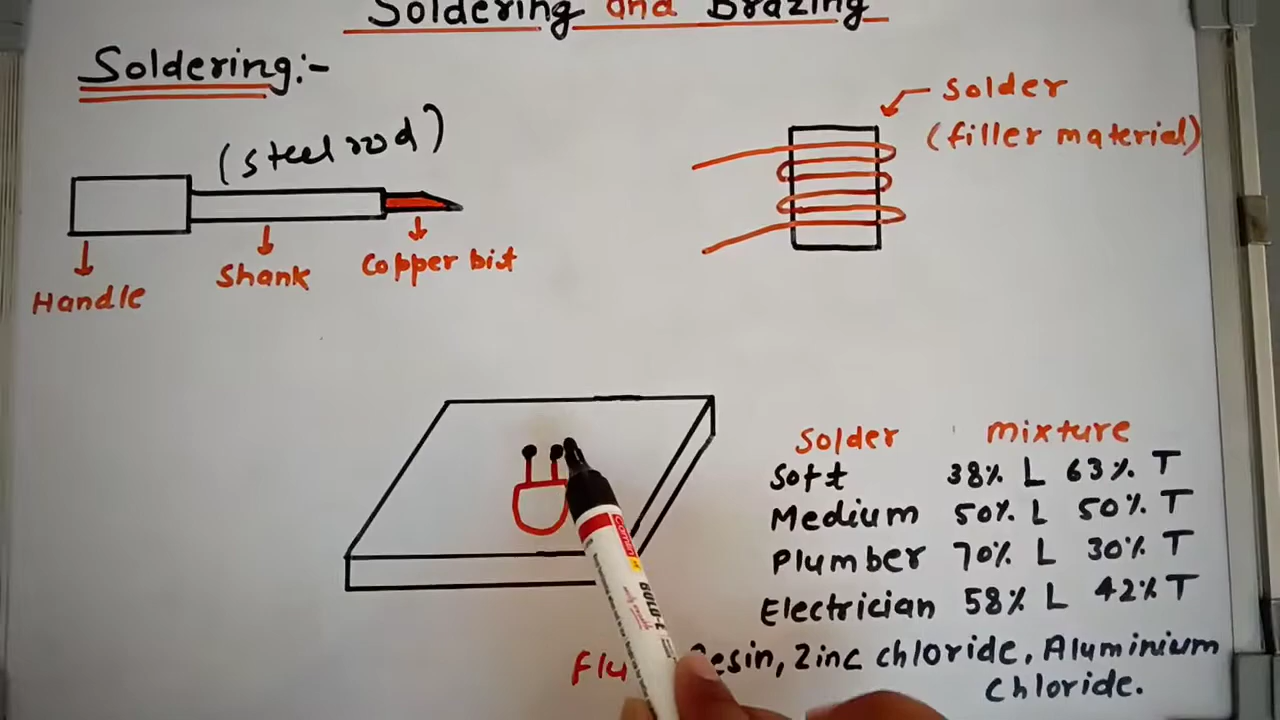 Soldering and Brazing
Soldering:-
(steel rod)
Handle
Shank
Copper bit
Solder
(filler material)
Solder mixture
Soft 38% L 63% T
Medium 50% L 50% T
Plumber 70% L 30% T
Electrician 58% L 42% T
Resin, Zinc chloride, Aluminium
Chloride.